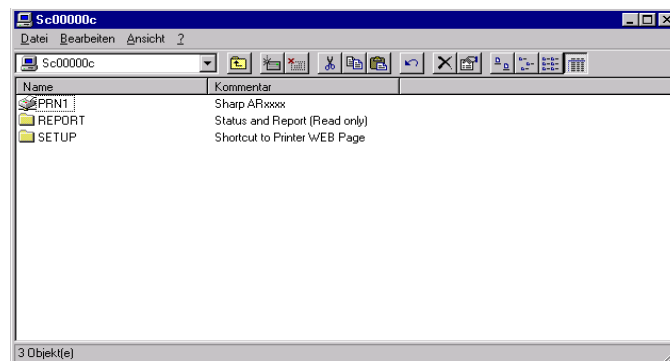 Sc00000c
Datei Bearbeiten Ansicht ?
Sc00000c
Name Kommentar
PRN1 Sharp ARxxxx
REPORT Status and Report (Read only)
SETUP Shortcut to Printer WEB Page
3 Objekt(e)